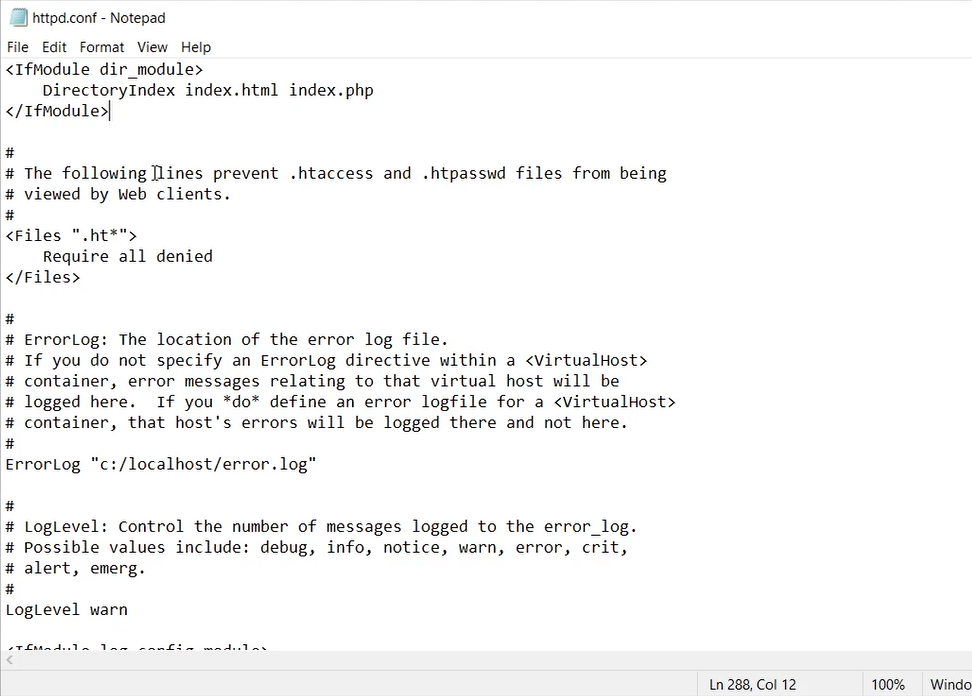 httpd.conf - Notepad
File Edit Format View Help
<IfModule dir_module>
    DirectoryIndex index.html index.php
</IfModule>
#
# The following lines prevent .htaccess and .htpasswd files from being
# viewed by Web clients.
#
<Files ".ht*">
    Require all denied
</Files>
#
# ErrorLog: The location of the error log file.
# If you do not specify an ErrorLog directive within a <VirtualHost>
# container, error messages relating to that virtual host will be
# logged here.  If you *do* define an error logfile for a <VirtualHost>
# container, that host's errors will be logged there and not here.
#
ErrorLog "c:/localhost/error.log"
#
# LogLevel: Control the number of messages logged to the error_log.
# Possible values include: debug, info, notice, warn, error, crit,
# alert, emerg.
#
LogLevel warn
<IfModule log_config_module>
Ln 288, Col 12 100% Windo